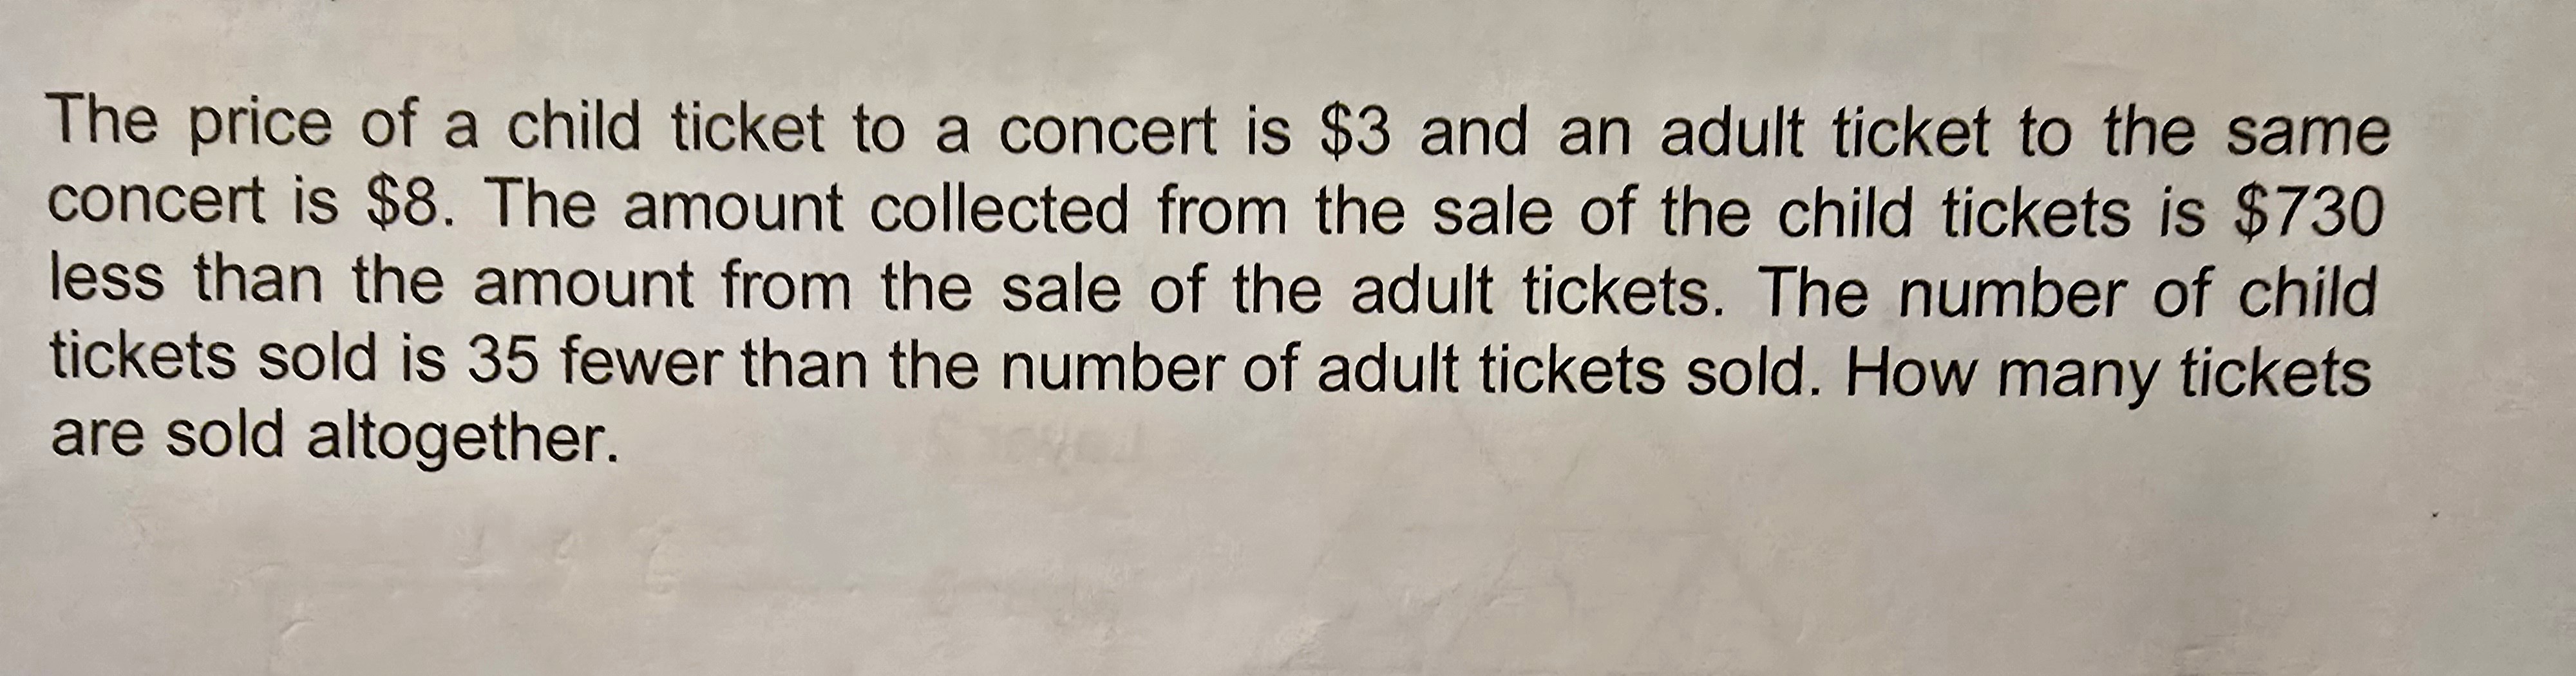 The price of a child ticket to a concert is $3 and an adult ticket to the same
concert is $8. The amount collected from the sale of the child tickets is $730
less than the amount from the sale of the adult tickets. The number of child
tickets sold is 35 fewer than the number of adult tickets sold. How many tickets
are sold altogether.